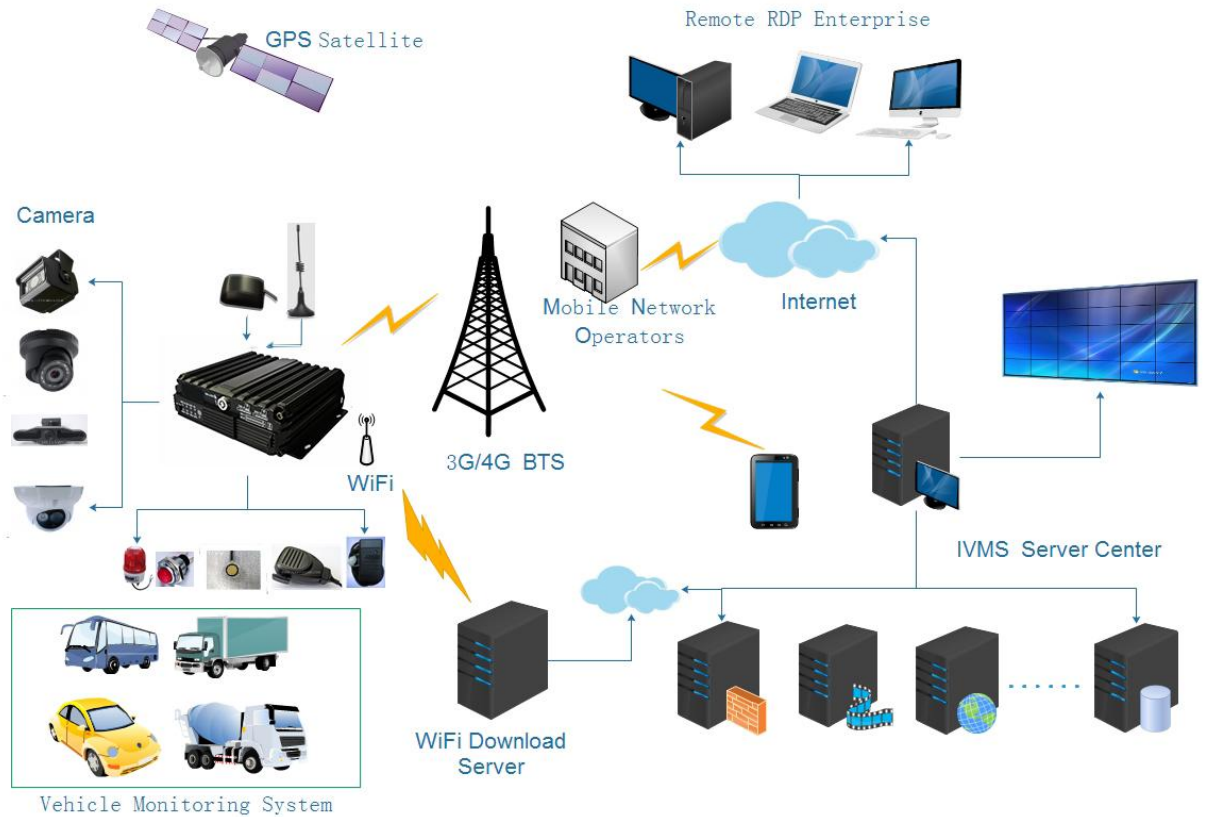 Remote RDP Enterprise
GPS Satellite
Camera
Internet
Mobile Network
Operators
3G/4G BTS
WiFi
IVMS Server Center
WiFi Download
Server
Vehicle Monitoring System